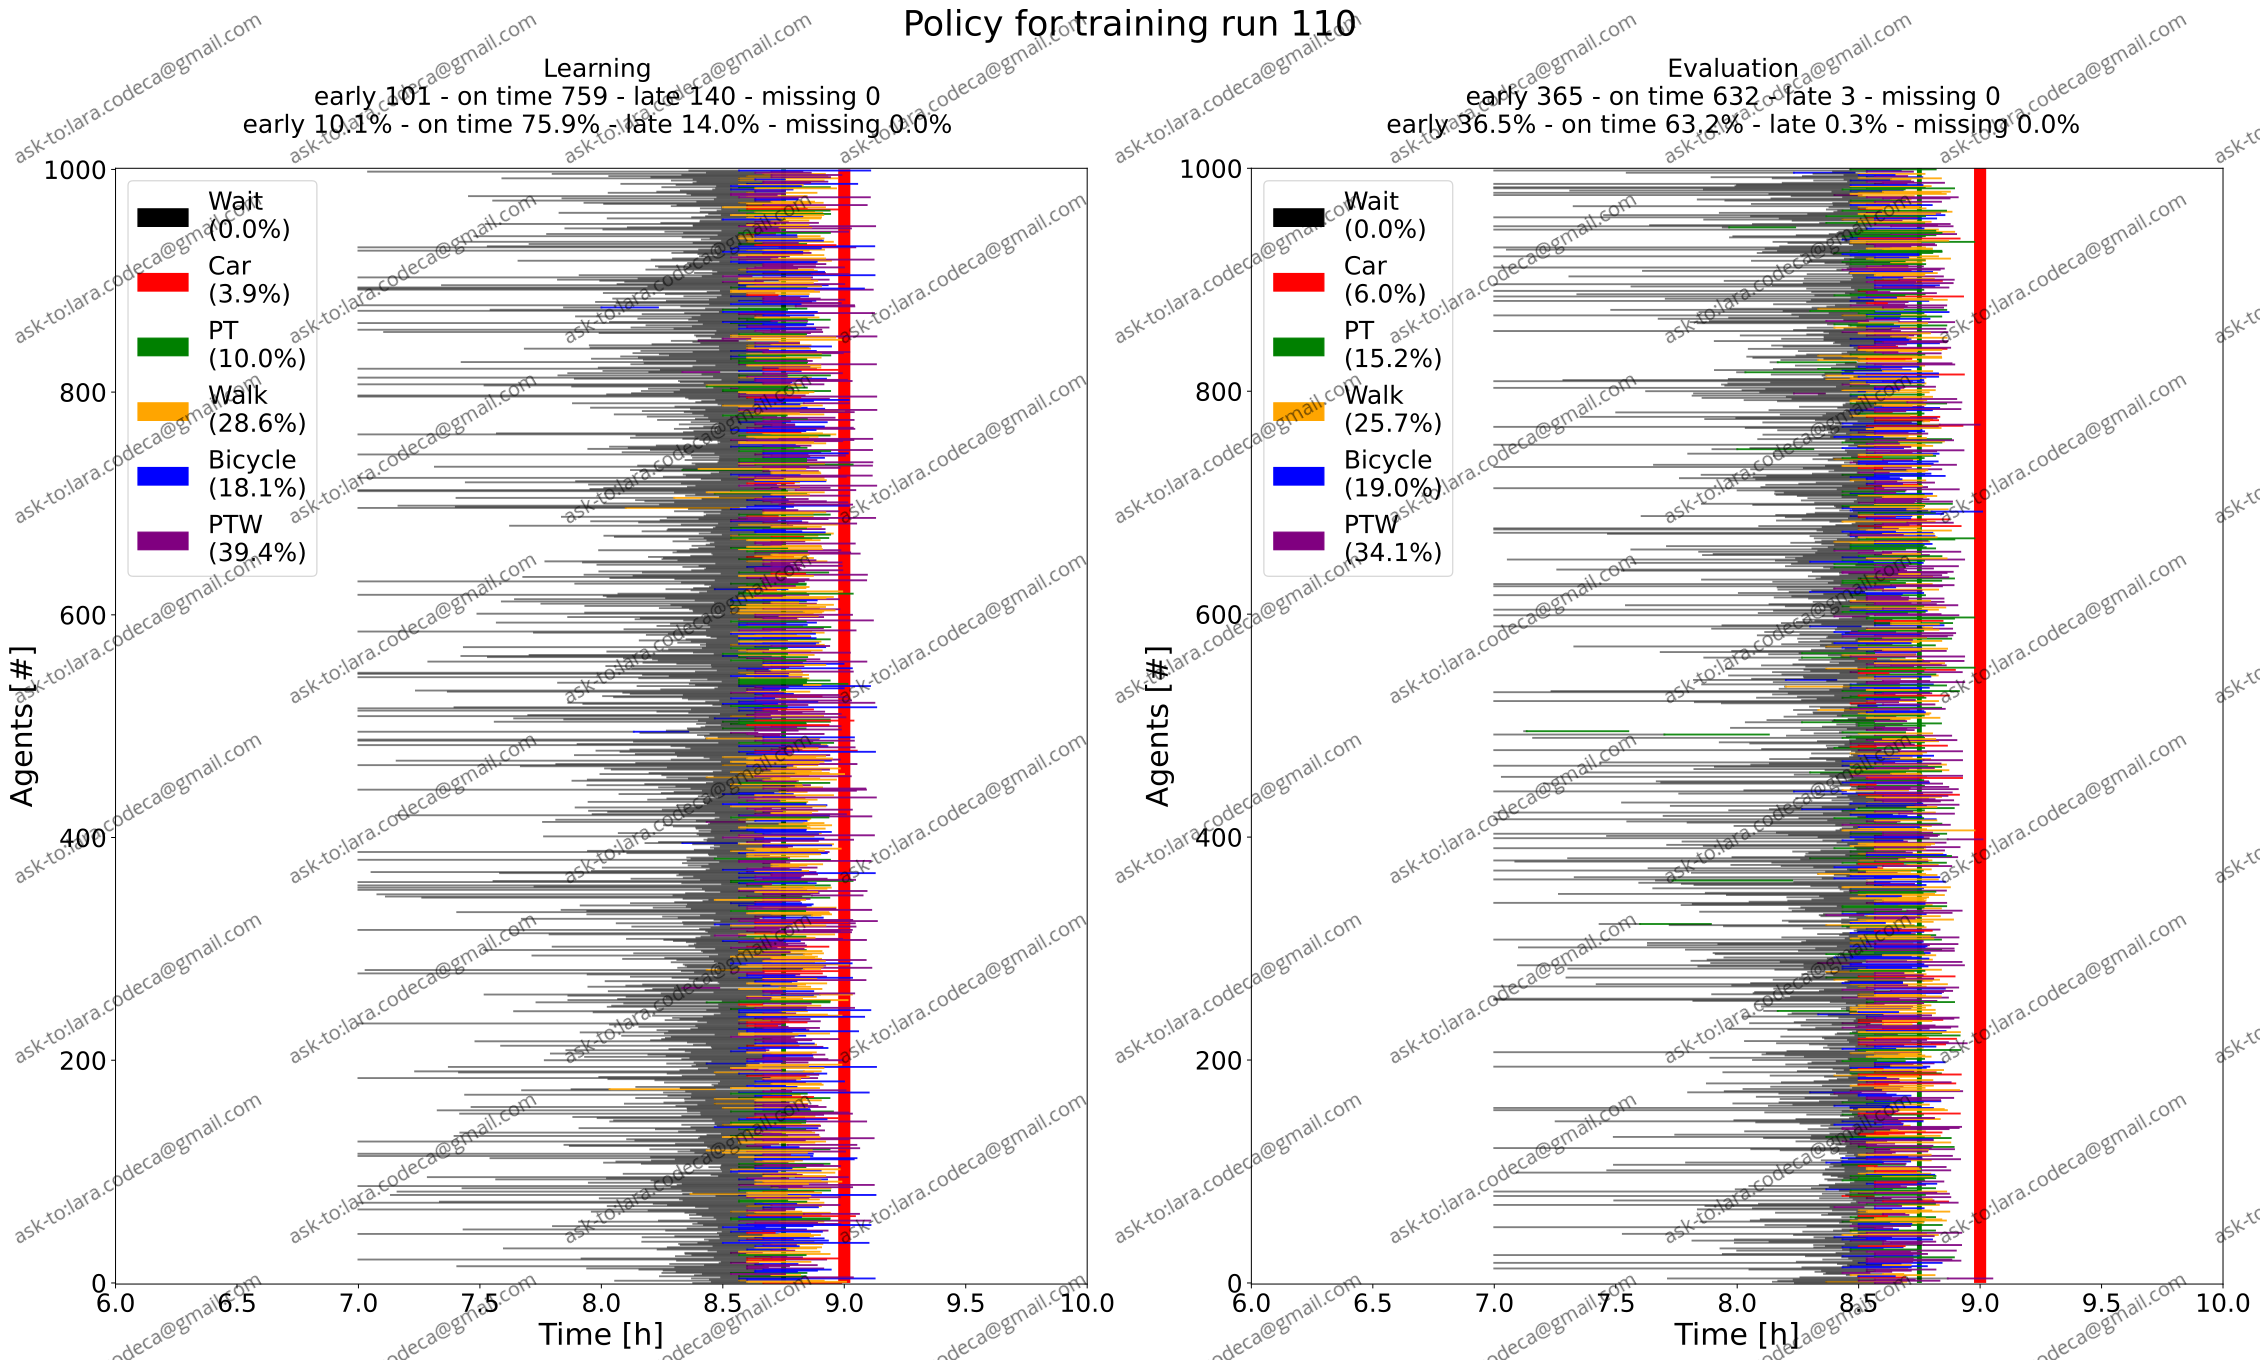 Policy for training run 110
Learning
early 101 - on time 759 - late 140 - missing 0
early 10.1% - on time 75.9% - late 14.0% - missing 0.0%
1000
800
600
400
200
0
Agents [#]
Wait
(0.0%)
Car
(3.9%)
PT
(10.0%)
Walk
(28.6%)
Bicycle
(18.1%)
PTW
(39.4%)
6.0 6.5 7.0 7.5 8.0 8.5 9.0 9.5 10.0
Time [h]
Evaluation
early 365 - on time 632 - late 3 - missing 0
early 36.5% - on time 63.2% - late 0.3% - missing 0.0%
1000
800
600
400
200
0
Agents [#]
Wait
(0.0%)
Car
(6.0%)
PT
(15.2%)
Walk
(25.7%)
Bicycle
(19.0%)
PTW
(34.1%)
6.0 6.5 7.0 7.5 8.0 8.5 9.0 9.5 10.0
Time [h]
ask-to:lara.codeca@gmail.com